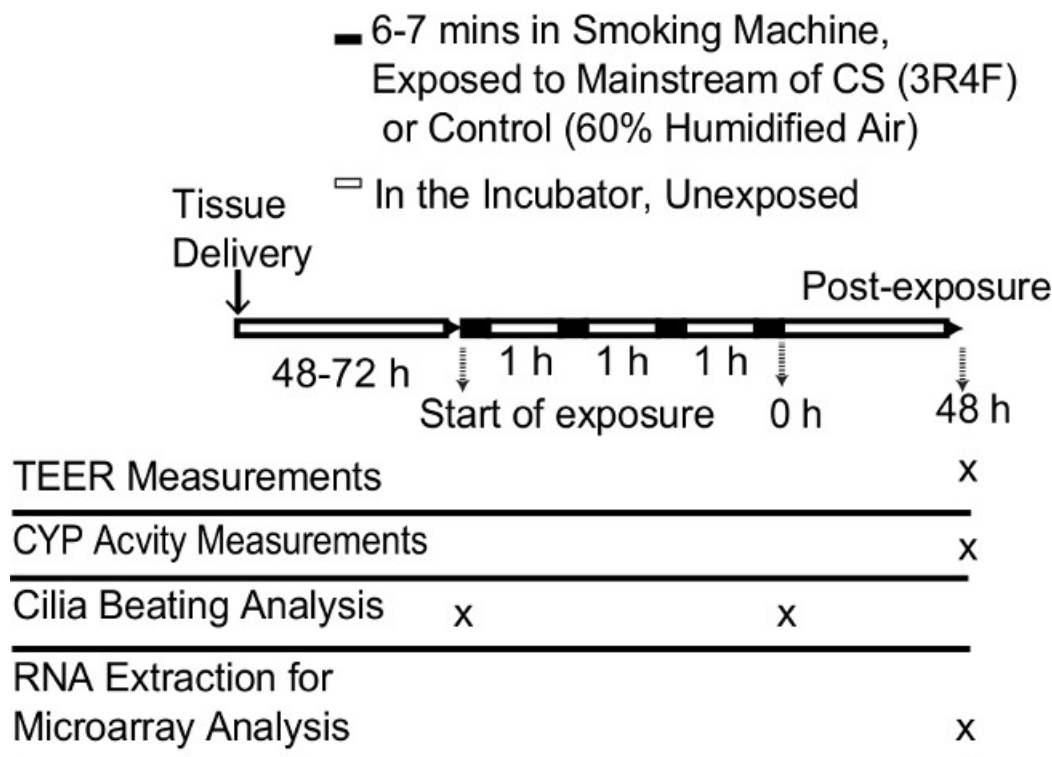 6-7 mins in Smoking Machine,
Exposed to Mainstream of CS (3R4F)
or Control (60% Humidified Air)
In the Incubator, Unexposed
Tissue
Delivery
Post-exposure
48-72 h
1 h
1 h
1 h
Start of exposure
0 h
48 h
TEER Measurements
x
CYP Acvity Measurements
x
Cilia Beating Analysis
x
x
RNA Extraction for
Microarray Analysis
x